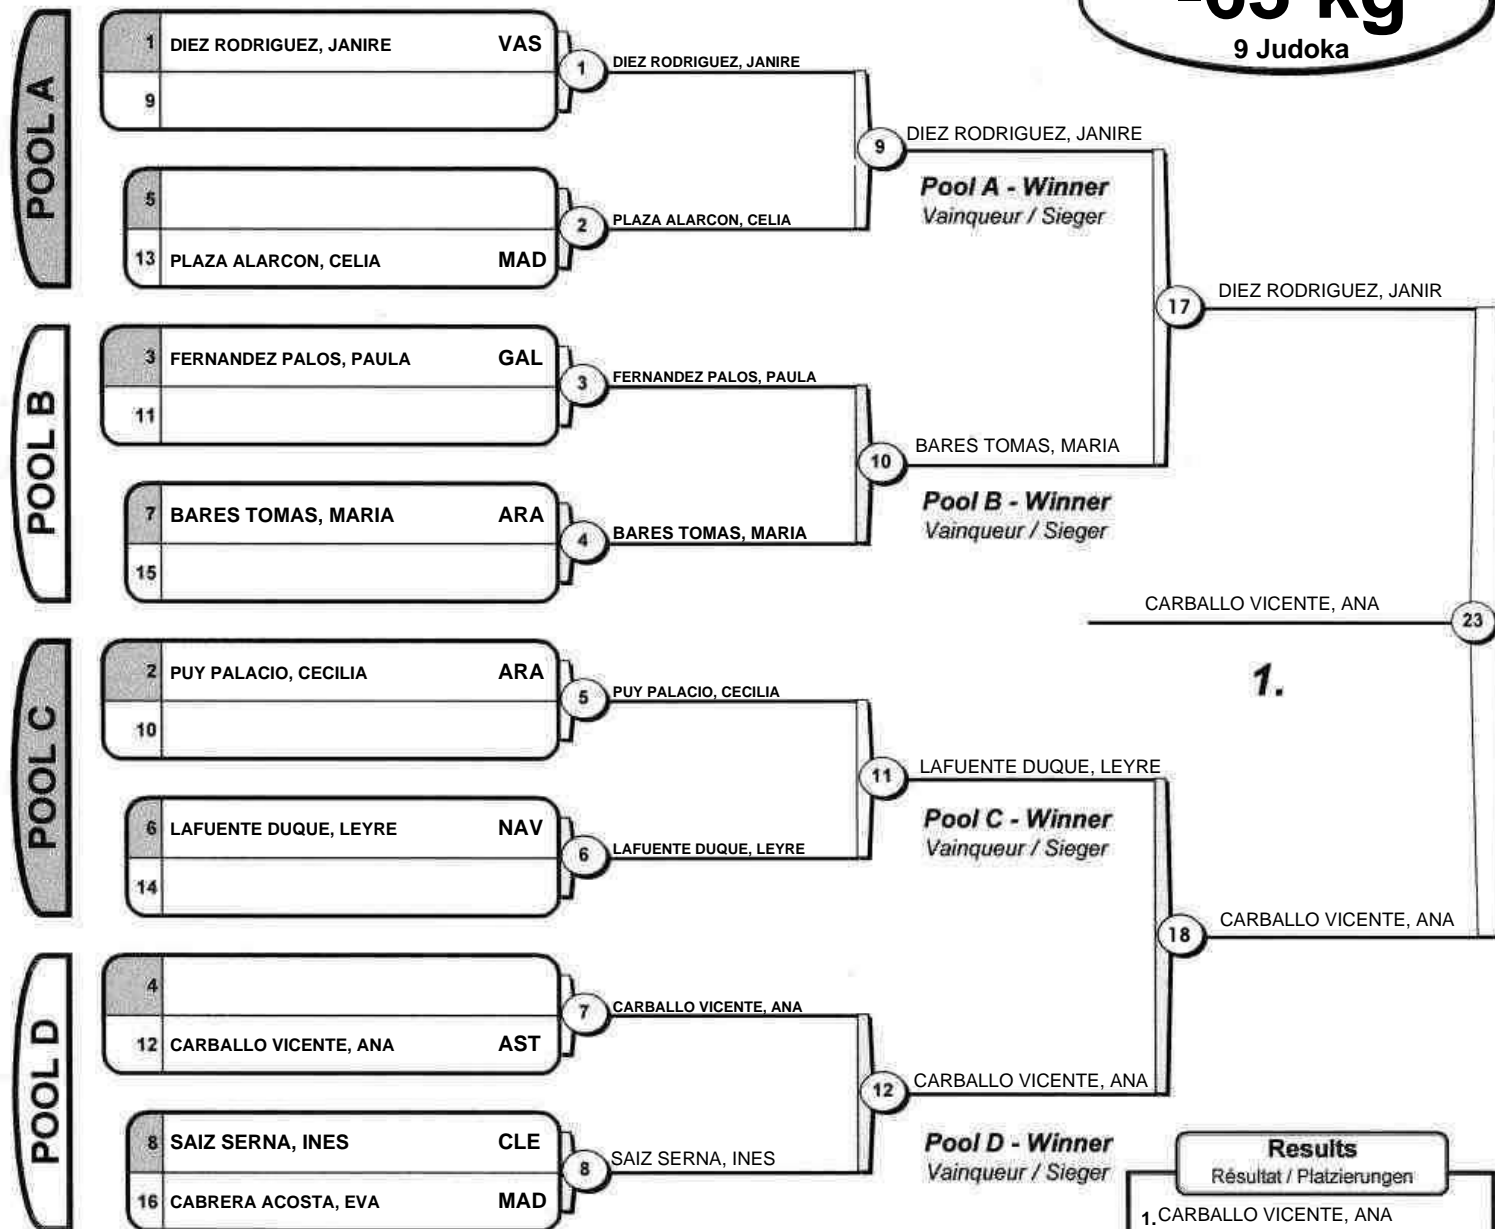 -63 kg
9 Judoka
POOL A
1 DIEZ RODRIGUEZ, JANIRE VAS
9
1 DIEZ RODRIGUEZ, JANIRE
5
13 PLAZA ALARCON, CELIA MAD
2 PLAZA ALARCON, CELIA
9 DIEZ RODRIGUEZ, JANIRE
Pool A - Winner
Vainqueur / Sieger
POOL B
3 FERNANDEZ PALOS, PAULA GAL
11
3 FERNANDEZ PALOS, PAULA
7 BARES TOMAS, MARIA ARA
15
4 BARES TOMAS, MARIA
10 BARES TOMAS, MARIA
Pool B - Winner
Vainqueur / Sieger
17 DIEZ RODRIGUEZ, JANIR
CARBALLO VICENTE, ANA 23
1.
POOL C
2 PUY PALACIO, CECILIA ARA
10
5 PUY PALACIO, CECILIA
6 LAFUENTE DUQUE, LEYRE NAV
14
6 LAFUENTE DUQUE, LEYRE
11 LAFUENTE DUQUE, LEYRE
Pool C - Winner
Vainqueur / Sieger
18 CARBALLO VICENTE, ANA
POOL D
4
12 CARBALLO VICENTE, ANA AST
7 CARBALLO VICENTE, ANA
8 SAIZ SERNA, INES CLE
16 CABRERA ACOSTA, EVA MAD
8 SAIZ SERNA, INES
12 CARBALLO VICENTE, ANA
Pool D - Winner
Vainqueur / Sieger
Results
Résultat / Platzierungen
1. CARBALLO VICENTE, ANA